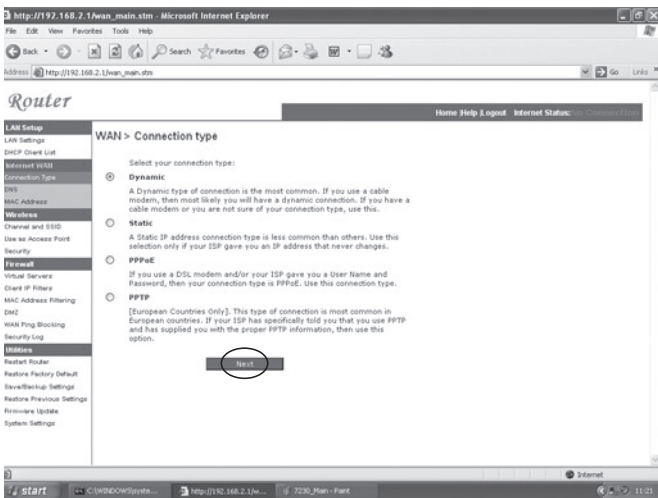 http://192.168.2.1/wan_main.stm - Microsoft Internet Explorer
File Edit View Favorites Tools Help
Back Search Favorites
Address http://192.168.2.1/wan_main.stm Go Links
Router
Home |Help |Logout Internet Status: No Connection
LAN Setup
LAN Settings
DHCP Client List
Internet WAN
Connection Type
DNS
MAC Address
Wireless
Channel and SSID
Use as Access Point
Security
Firewall
Virtual Servers
Client IP Filters
MAC Address Filtering
DMZ
WAN Ping Blocking
Security Log
Utilities
Restart Router
Restore Factory Default
Save/Backup Settings
Restore Previous Settings
Firmware Update
System Settings
WAN > Connection type
Select your connection type:
Dynamic
A Dynamic type of connection is the most common. If you use a cable
modem, then most likely you will have a dynamic connection. If you have a
cable modem or you are not sure of your connection type, use this.
Static
A Static IP address connection type is less common than others. Use this
selection only if your ISP gave you an IP address that never changes.
PPPoE
If you use a DSL modem and/or your ISP gave you a User Name and
Password, then your connection type is PPPoE. Use this connection type.
PPTP
[European Countries Only]. This type of connection is most common in
European countries. If your ISP has specifically told you that you use PPTP
and has supplied you with the proper PPTP information, then use this
option.
Next
Internet
start C:\WINDOWS\syste... http://192.168.2.1/w... 7230_Man - Paint 11:21